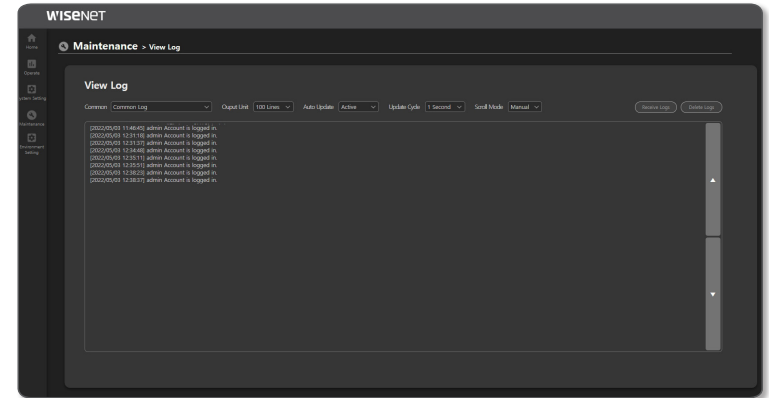 WISENET
Home
Operate
ystem Setting
Maintenance
Environment
Setting
Maintenance > View Log
View Log
Common Common Log Ouput Unit 100 Lines Auto Update Active Update Cycle 1 Second Scroll Mode Manual Receive Logs Delete Logs
[2022/05/03 11:46:45] admin Account is logged in.
[2022/05/03 12:31:18] admin Account is logged in.
[2022/05/03 12:31:37] admin Account is logged in.
[2022/05/03 12:34:48] admin Account is logged in.
[2022/05/03 12:35:11] admin Account is logged in.
[2022/05/03 12:35:51] admin Account is logged in.
[2022/05/03 12:38:23] admin Account is logged in.
[2022/05/03 12:38:37] admin Account is logged in.